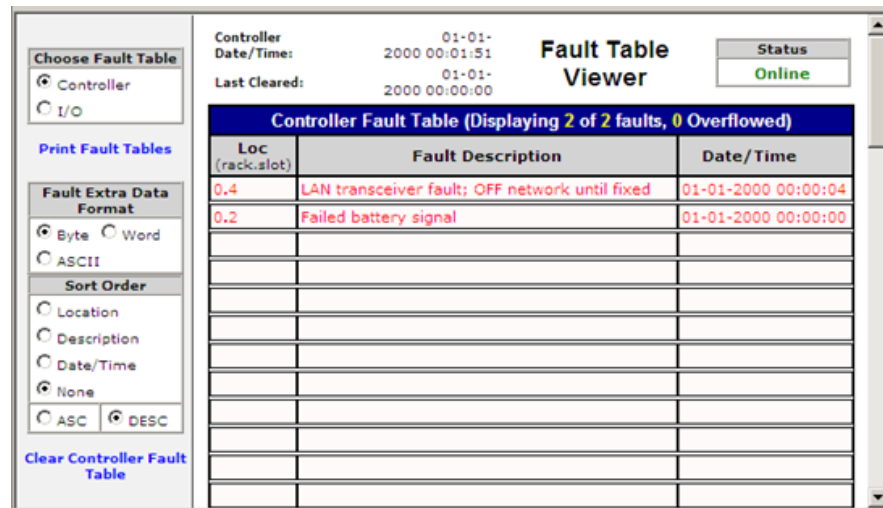 Choose Fault Table
Controller
I/O
Print Fault Tables
Fault Extra Data
Format
Byte Word
ASCII
Sort Order
Location
Description
Date/Time
None
ASC DESC
Clear Controller Fault
Table
Controller
Date/Time:
01-01-
2000 00:01:51
Last Cleared:
01-01-
2000 00:00:00
Fault Table
Viewer
Status
Online
Controller Fault Table (Displaying 2 of 2 faults, 0 Overflowed)
Loc
(rack.slot)
Fault Description
Date/Time
0.4 LAN transceiver fault; OFF network until fixed 01-01-2000 00:00:04
0.2 Failed battery signal 01-01-2000 00:00:00